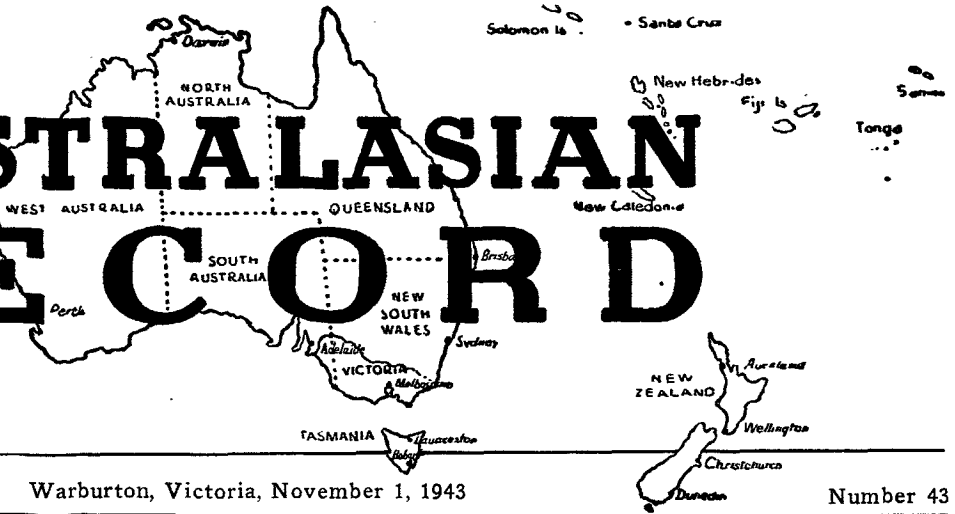 Solomon Is.
Santa Cruz
Darwin
NORTH
AUSTRALIA
New Hebrides
Fiji Is
Samoa
STRALASIAN
Tonga
WEST AUSTRALIA
QUEENSLAND
New Caledonia
ECORD
SOUTH
AUSTRALIA
Brisba
NEW
SOUTH
WALES
Perth
Sydney
Adelaide
VICTORIA
Melbourne
Auckland
NEW
ZEALAND
Wellington
TASMANIA
Launceston
Hobart
Christchurch
Dunedin
Warburton, Victoria, November 1, 1943
Number 43